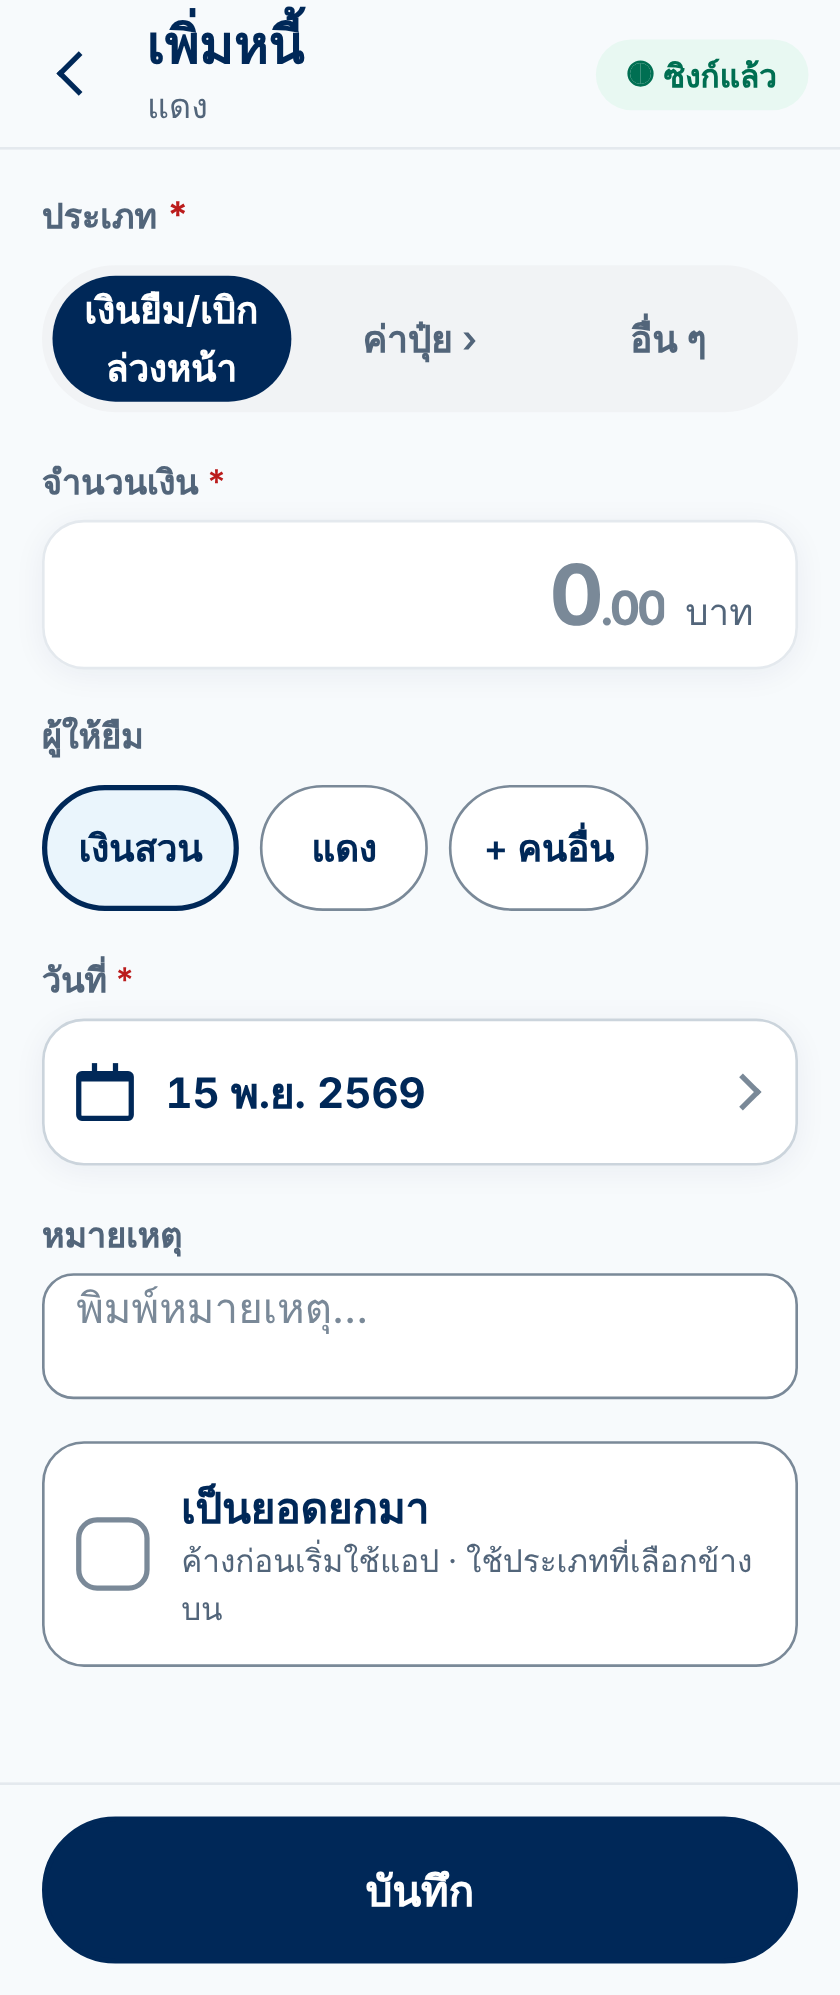 เพิ่มหนี้
แดง
ซิงก์แล้ว
ประเภท *
เงินยืม/เบิก
ล่วงหน้า
ค่าปุ๋ย ›
อื่น ๆ
จำนวนเงิน *
0.00 บาท
ผู้ให้ยืม
เงินสวน
แดง
+ คนอื่น
วันที่ *
15 พ.ย. 2569
หมายเหตุ
พิมพ์หมายเหตุ...
เป็นยอดยกมา
ค้างก่อนเริ่มใช้แอป · ใช้ประเภทที่เลือกข้าง
บน
บันทึก